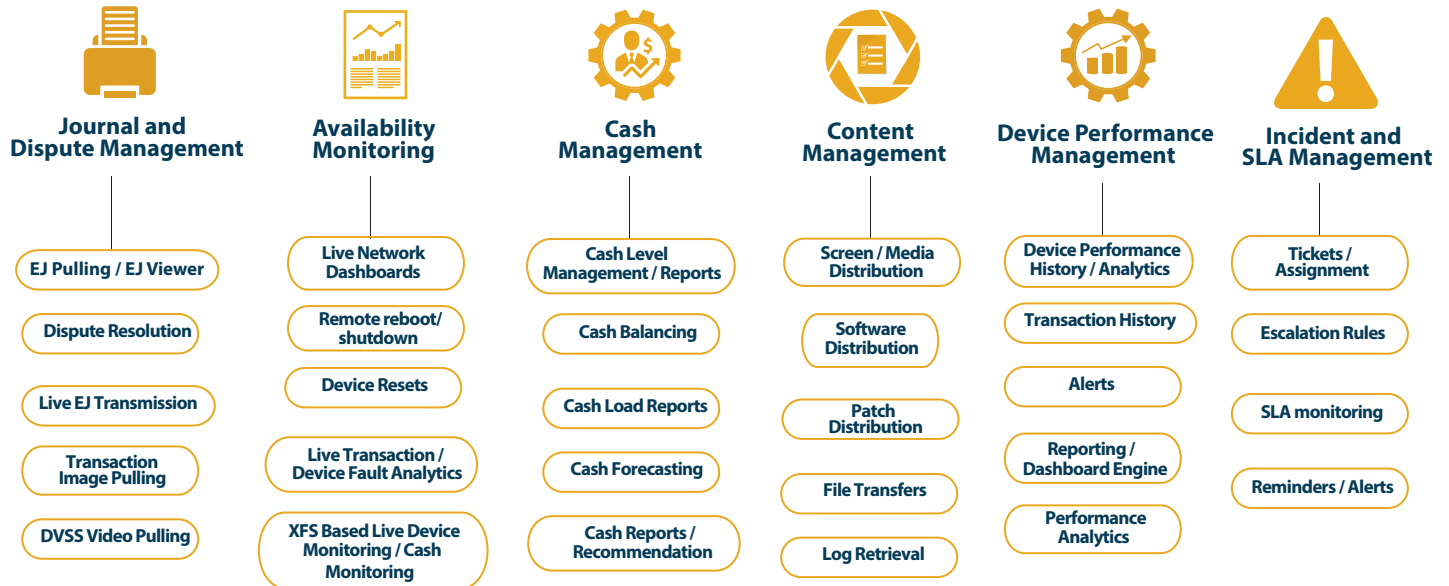 Journal and
Dispute Management
EJ Pulling / EJ Viewer
Dispute Resolution
Live EJ Transmission
Transaction
Image Pulling
DVSS Video Pulling
Availability
Monitoring
Live Network
Dashboards
Remote reboot/
shutdown
Device Resets
Live Transaction /
Device Fault Analytics
XFS Based Live Device
Monitoring / Cash
Monitoring
Cash
Management
Cash Level
Management / Reports
Cash Balancing
Cash Load Reports
Cash Forecasting
Cash Reports /
Recommendation
Content
Management
Screen / Media
Distribution
Software
Distribution
Patch
Distribution
File Transfers
Log Retrieval
Device Performance
Management
Device Performance
History / Analytics
Transaction History
Alerts
Reporting /
Dashboard Engine
Performance
Analytics
Incident and
SLA Management
Tickets /
Assignment
Escalation Rules
SLA monitoring
Reminders / Alerts